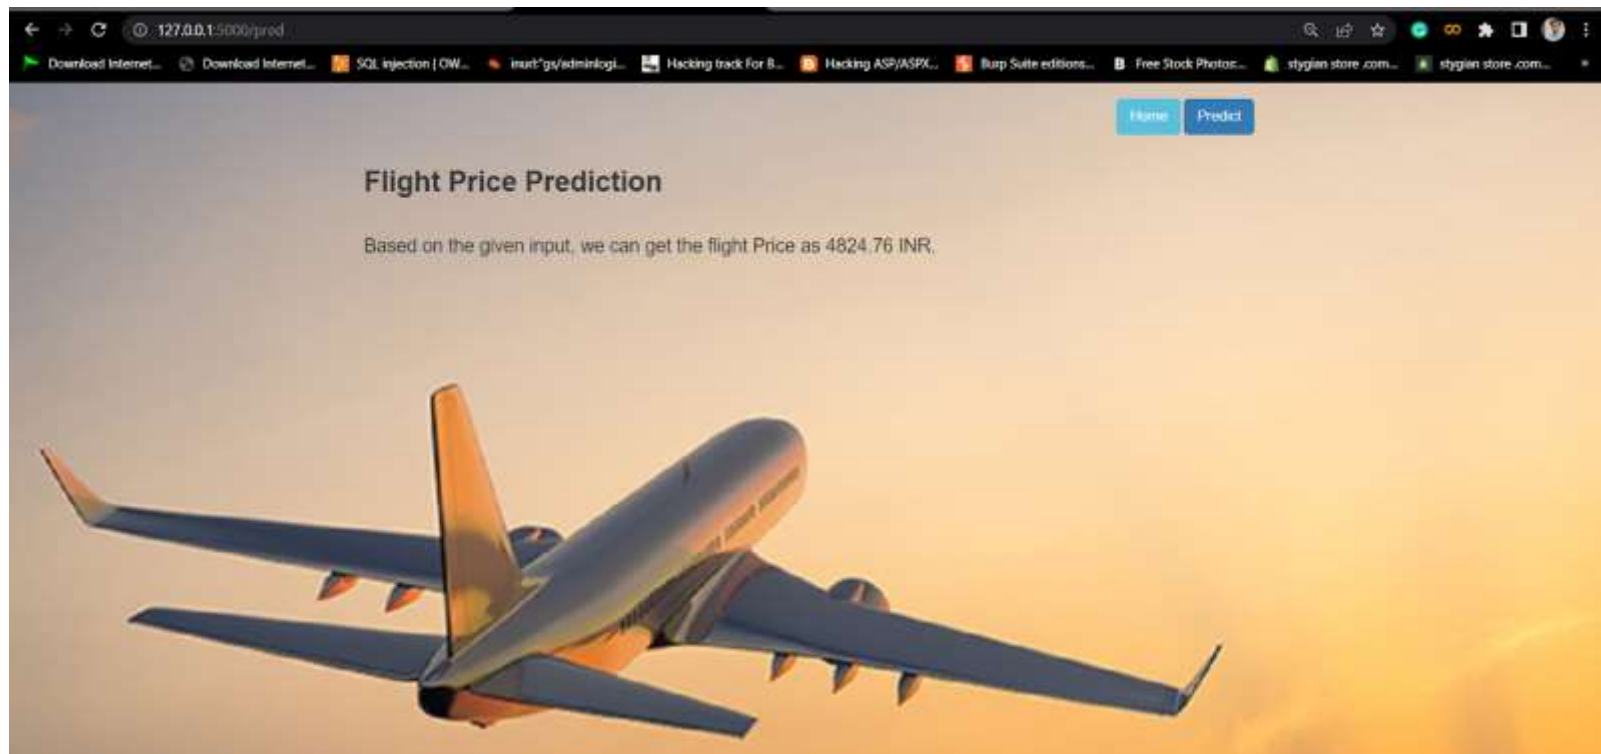 127.0.0.1:5000/pred
Download Internet... Download Internet... SQL injection | OW... inurl:"gs/adminlogi... Hacking track For B... Hacking ASP/ASPX... Burp Suite editions... Free Stock Photos:... stygian store .com... stygian store .com...
Home Predict
Flight Price Prediction
Based on the given input, we can get the flight Price as 4824.76 INR.